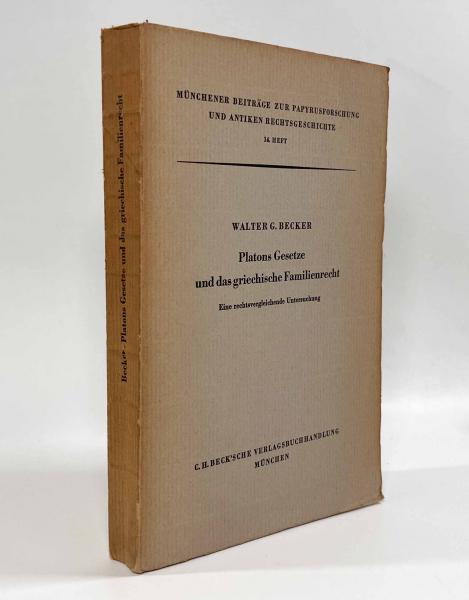 Becker · Platons Gesetze und das griechische Familienrecht
MÜNCHENER BEITRÄGE ZUR PAPYRUSFORSCHUNG
UND ANTIKEN RECHTSGESCHICHTE
14. HEFT
WALTER G. BECKER
Platons Gesetze
und das griechische Familienrecht
Eine rechtsvergleichende Untersuchung
C.H.BECK'SCHE VERLAGSBUCHHANDLUNG
MÜNCHEN